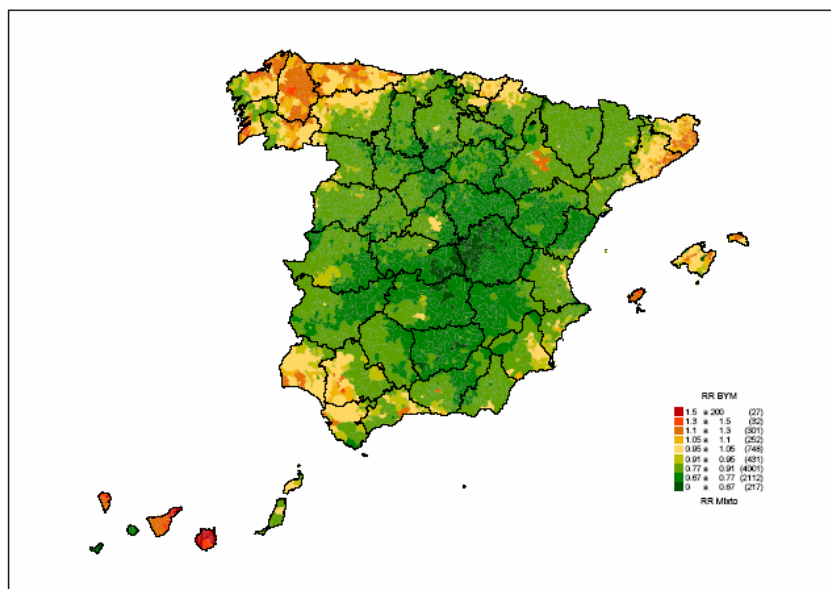 RR BYM
1.5 a 200 (27)
1.3 a 1.5 (32)
1.1 a 1.3 (301)
1.05 a 1.1 (252)
0.95 a 1.05 (748)
0.91 a 0.95 (431)
0.77 a 0.91 (4001)
0.67 a 0.77 (2112)
0 a 0.67 (217)
RR Mixto